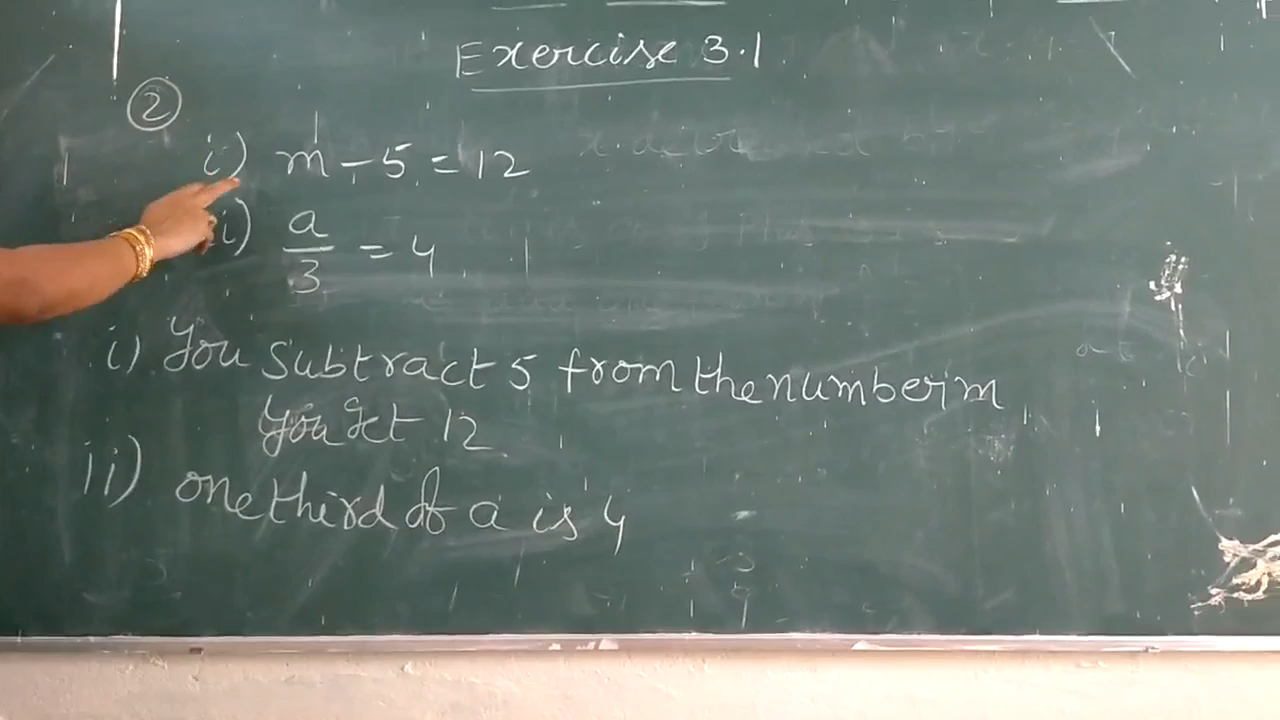 Exercise 3.1
②
i) m - 5 = 12
ii) a/3 = 4
i) You subtract 5 from the number m
you get 12
ii) one third of a is 4